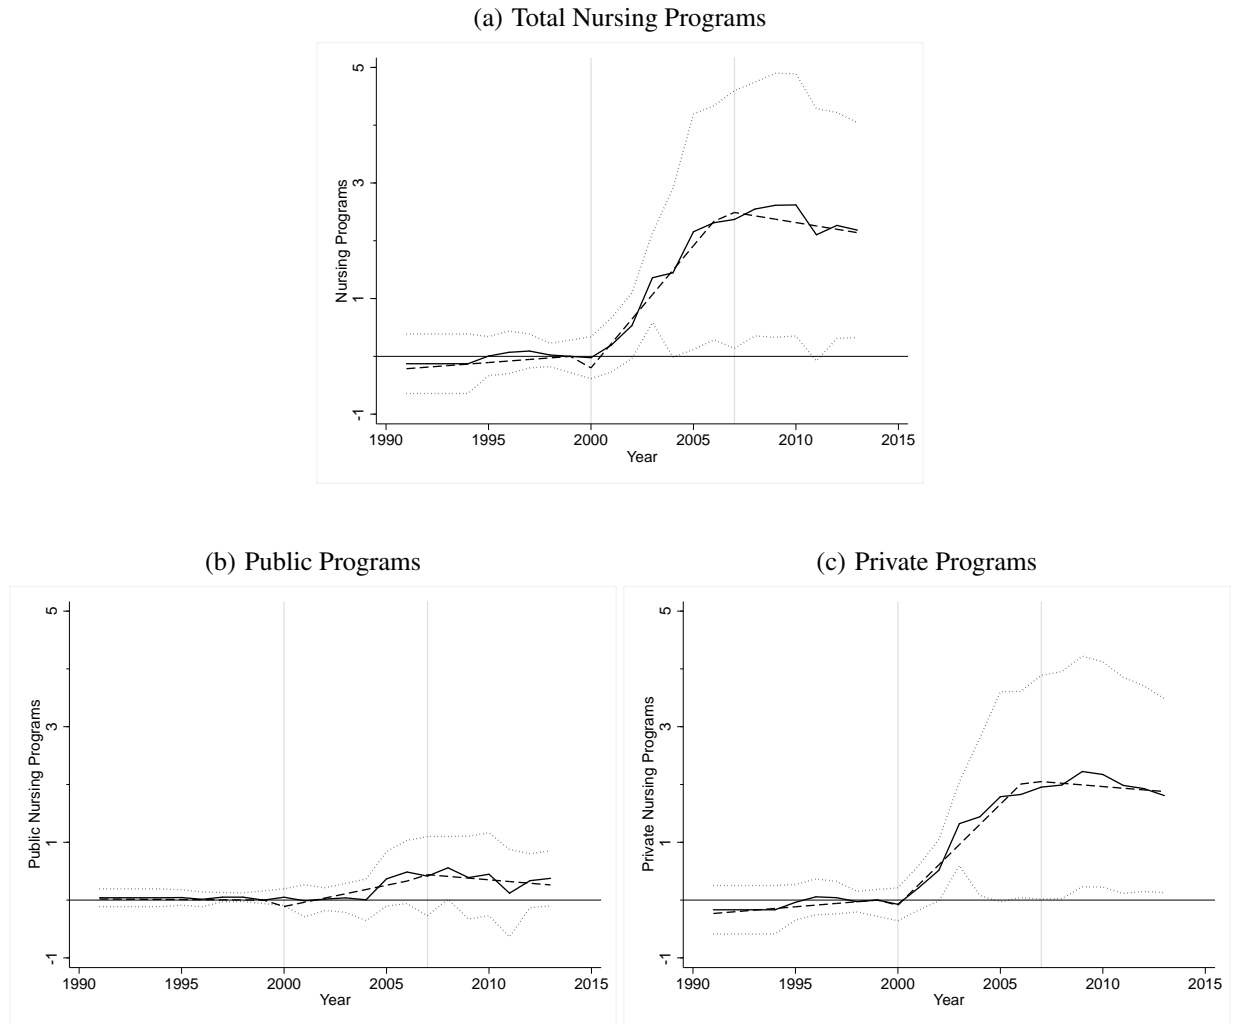 (a) Total Nursing Programs
Nursing Programs
5
3
1
-1
1990 1995 2000 2005 2010 2015
Year
(b) Public Programs
Public Nursing Programs
5
3
1
-1
1990 1995 2000 2005 2010 2015
Year
(c) Private Programs
Private Nursing Programs
5
3
1
-1
1990 1995 2000 2005 2010 2015
Year